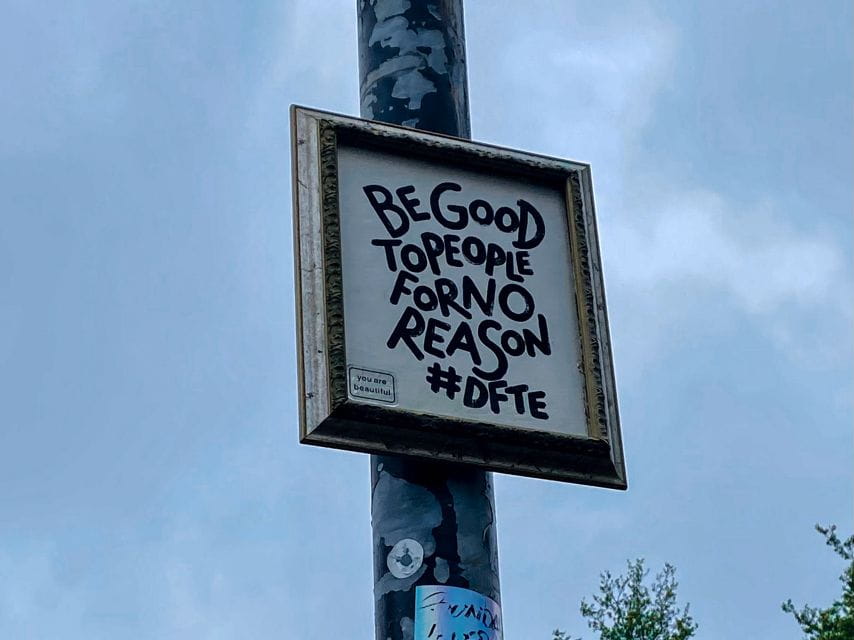 BE GOOD
TO PEOPLE
FOR NO
REASON
#DFTE
you are
beautiful